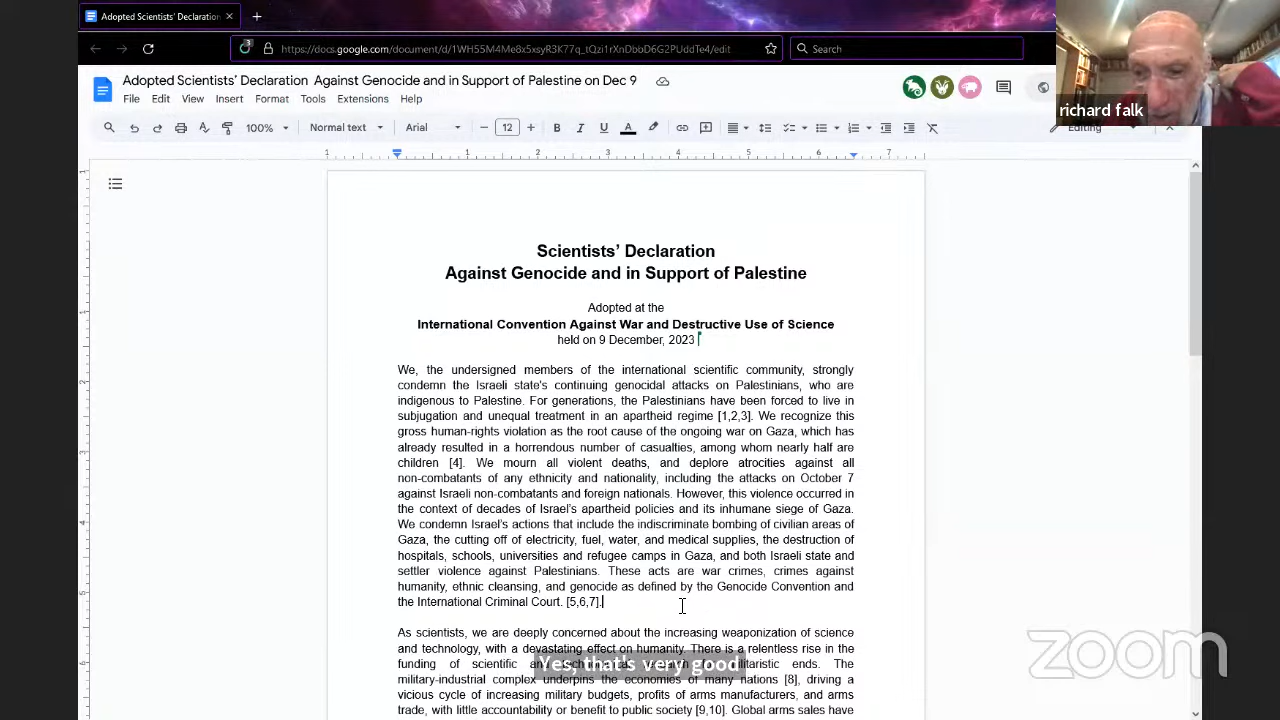 Adopted Scientists' Declaration
https://docs.google.com/document/d/1WH55M4Me8x5xsyR3K77q_tQzi1rXnDbbD6G2PUddTe4/edit
Search
Adopted Scientists' Declaration Against Genocide and in Support of Palestine on Dec 9
File Edit View Insert Format Tools Extensions Help
richard falk
100% Normal text Arial 12 B I U A Editing
1 1 2 3 4 5 6 7
Scientists' Declaration
Against Genocide and in Support of Palestine
Adopted at the
International Convention Against War and Destructive Use of Science
held on 9 December, 2023
We, the undersigned members of the international scientific community, strongly
condemn the Israeli state's continuing genocidal attacks on Palestinians, who are
indigenous to Palestine. For generations, the Palestinians have been forced to live in
subjugation and unequal treatment in an apartheid regime [1,2,3]. We recognize this
gross human-rights violation as the root cause of the ongoing war on Gaza, which has
already resulted in a horrendous number of casualties, among whom nearly half are
children [4]. We mourn all violent deaths, and deplore atrocities against all
non-combatants of any ethnicity and nationality, including the attacks on October 7
against Israeli non-combatants and foreign nationals. However, this violence occurred in
the context of decades of Israel's apartheid policies and its inhumane siege of Gaza.
We condemn Israel's actions that include the indiscriminate bombing of civilian areas of
Gaza, the cutting off of electricity, fuel, water, and medical supplies, the destruction of
hospitals, schools, universities and refugee camps in Gaza, and both Israeli state and
settler violence against Palestinians. These acts are war crimes, crimes against
humanity, ethnic cleansing, and genocide as defined by the Genocide Convention and
the International Criminal Court. [5,6,7].
As scientists, we are deeply concerned about the increasing weaponization of science
and technology, with a devastating effect on humanity. There is a relentless rise in the
funding of scientific militaristic ends. The
Yes, that's very good
military-industrial complex underpins the economies of many nations [8], driving a
vicious cycle of increasing military budgets, profits of arms manufacturers, and arms
trade, with little accountability or benefit to public society [9,10]. Global arms sales have
zoom